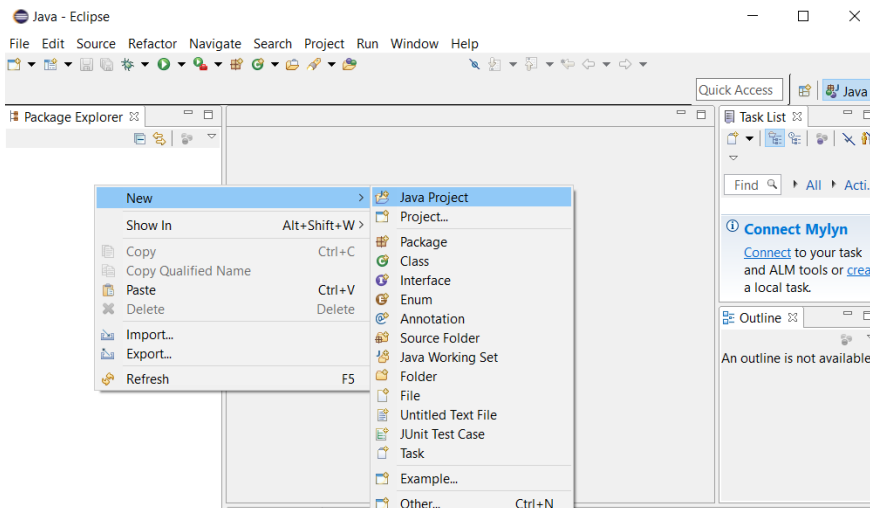 Java - Eclipse
File Edit Source Refactor Navigate Search Project Run Window Help
Quick Access
Java
Package Explorer
Task List
Find
All
Acti...
New
Show In Alt+Shift+W
Copy Ctrl+C
Copy Qualified Name
Paste Ctrl+V
Delete Delete
Import...
Export...
Refresh F5
Java Project
Project...
Package
Class
Interface
Enum
Annotation
Source Folder
Java Working Set
Folder
File
Untitled Text File
JUnit Test Case
Task
Example...
Other... Ctrl+N
Connect Mylyn
Connect to your task
and ALM tools or crea
a local task.
Outline
An outline is not available